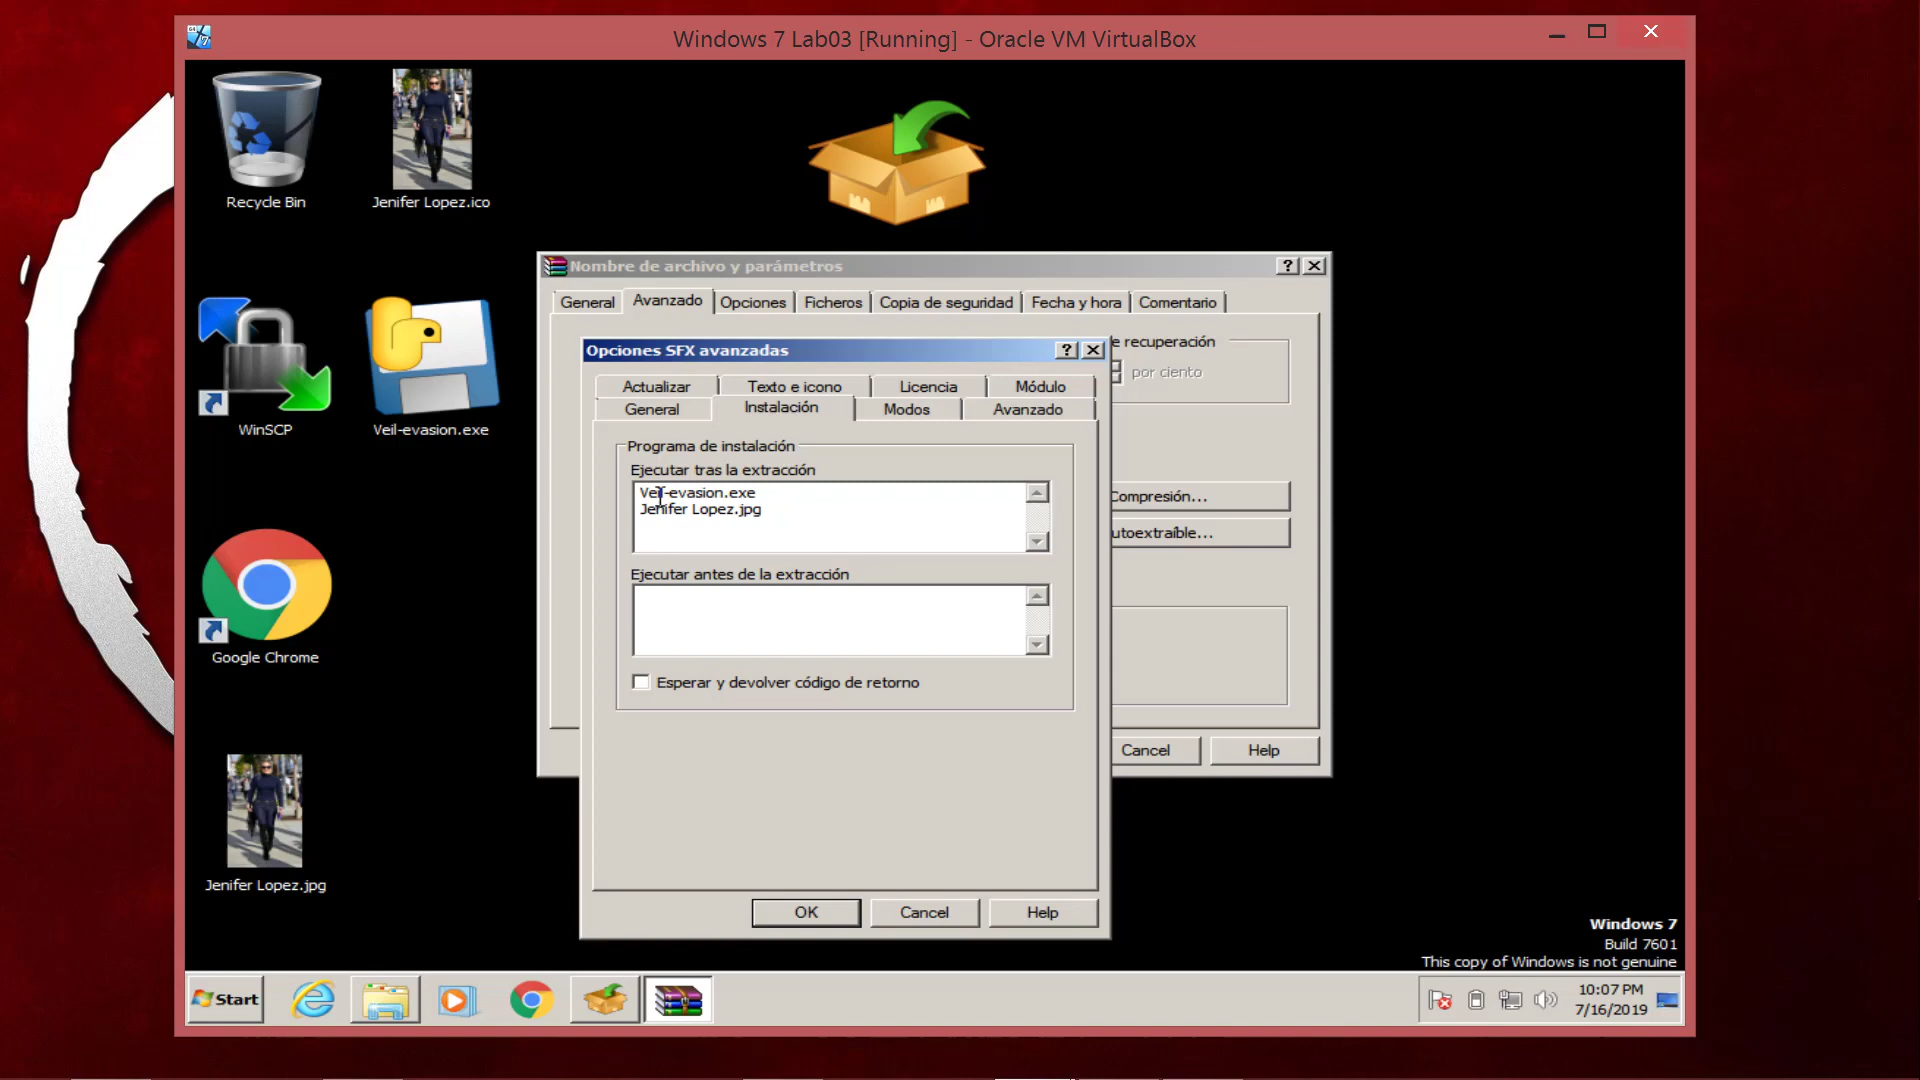 Windows 7 Lab03 [Running] - Oracle VM VirtualBox
Recycle Bin
Jenifer Lopez.ico
WinSCP
Veil-evasion.exe
Google Chrome
Jenifer Lopez.jpg
Nombre de archivo y parámetros
General
Avanzado
Opciones
Ficheros
Copia de seguridad
Fecha y hora
Comentario
e recuperación
por ciento
Compresión...
utoextraíble...
Cancel
Help
Opciones SFX avanzadas
Actualizar
Texto e icono
Licencia
Módulo
General
Instalación
Modos
Avanzado
Programa de instalación
Ejecutar tras la extracción
Veil-evasion.exe
Jenifer Lopez.jpg
Ejecutar antes de la extracción
Esperar y devolver código de retorno
OK
Cancel
Help
Windows 7
Build 7601
This copy of Windows is not genuine
Start
10:07 PM
7/16/2019